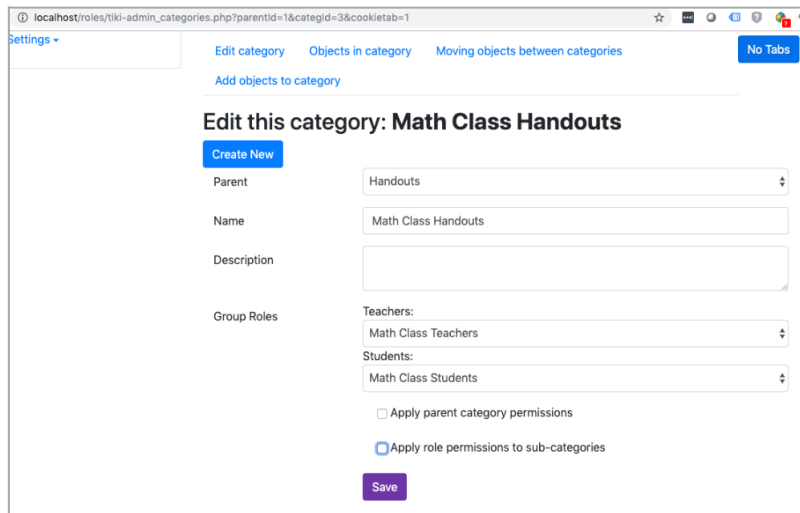 localhost/roles/tiki-admin_categories.php?parentId=1&categId=3&cookietab=1
Settings
Edit category Objects in category Moving objects between categories
No Tabs
Add objects to category
Edit this category: Math Class Handouts
Create New
Parent Handouts
Name Math Class Handouts
Description
Group Roles Teachers:
Math Class Teachers
Students:
Math Class Students
Apply parent category permissions
Apply role permissions to sub-categories
Save